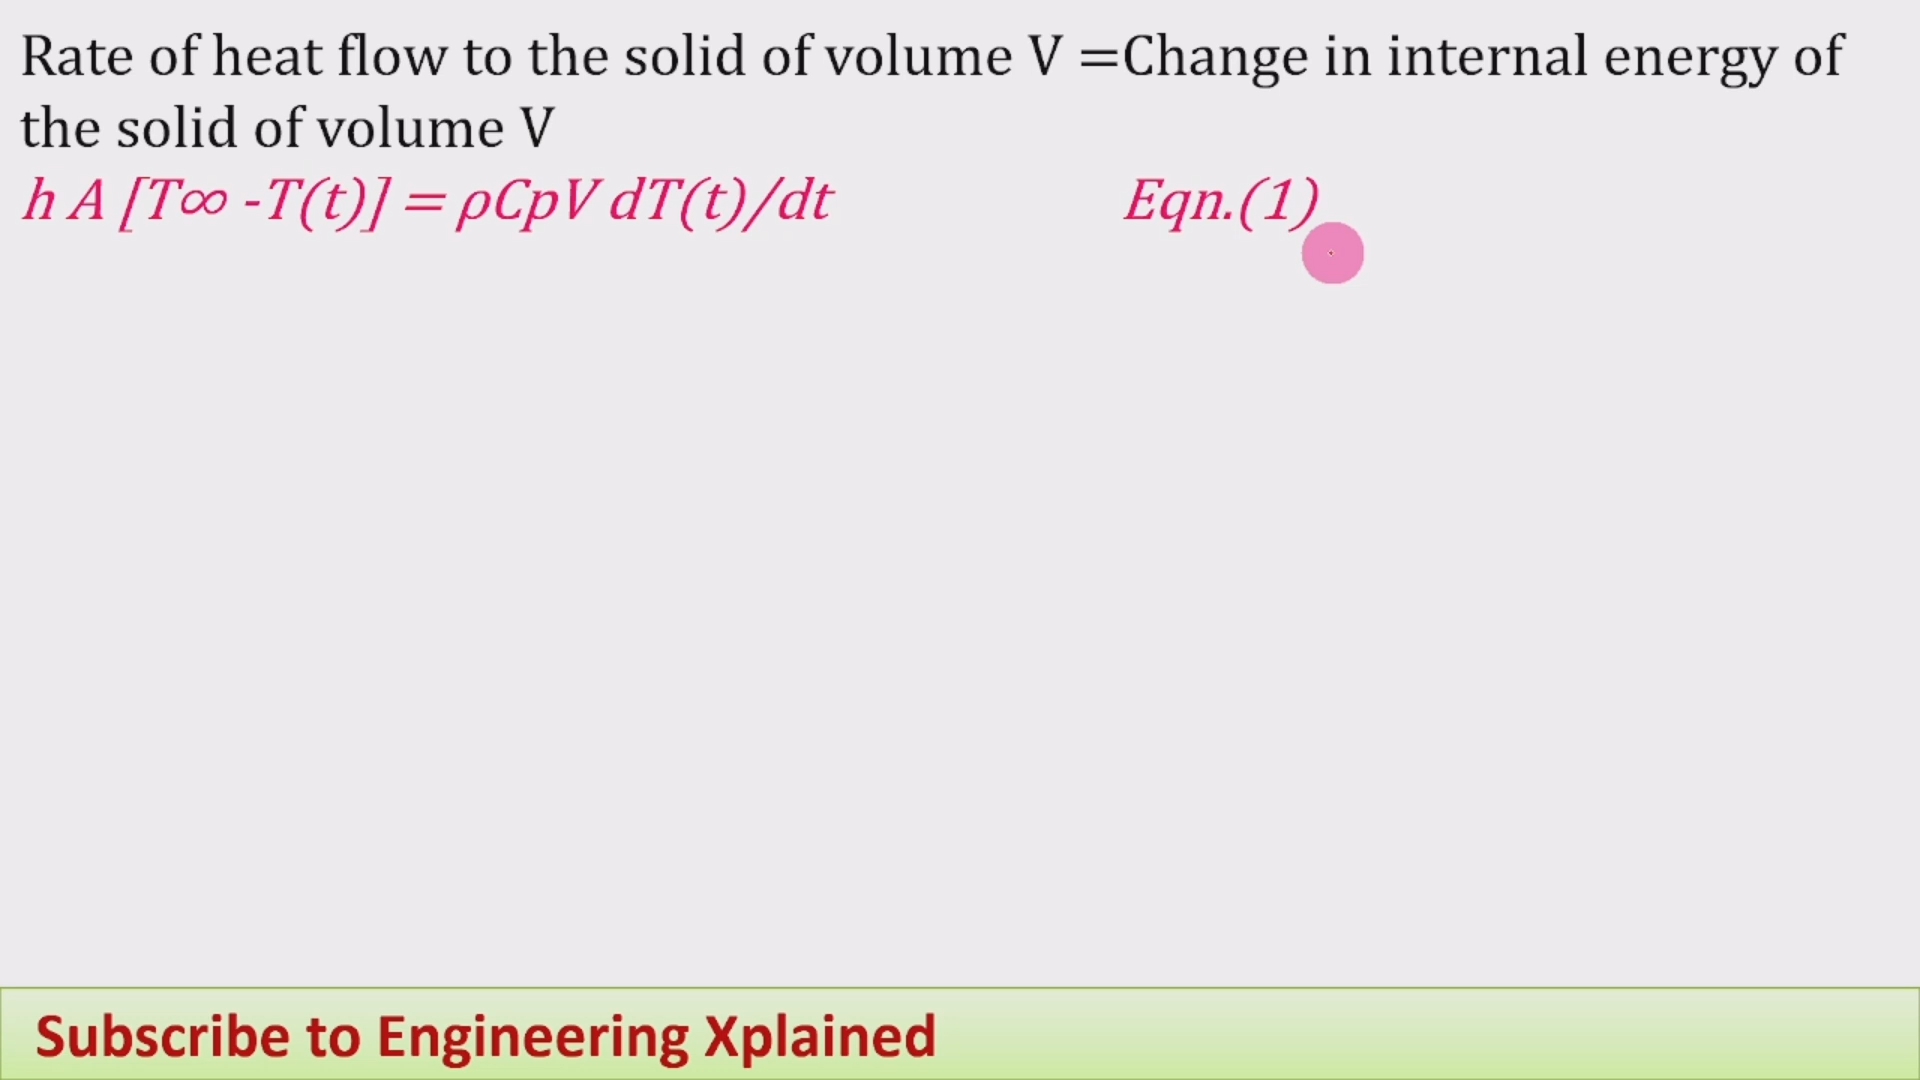 Rate of heat flow to the solid of volume V =Change in internal energy of
the solid of volume V
h A [T∞ -T(t)] = ρCpV dT(t)/dt Eqn.(1)
Subscribe to Engineering Xplained